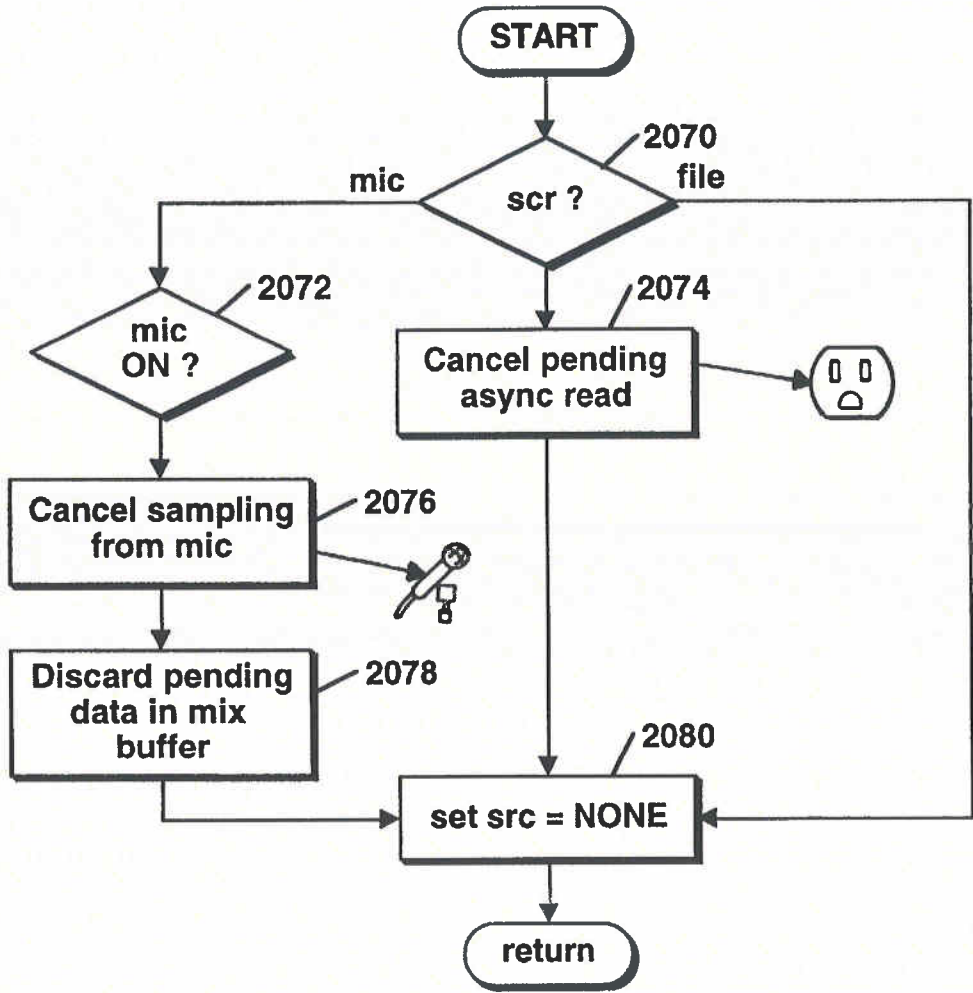 START
2070
mic
file
scr ?
2072
2074
mic
ON ?
Cancel pending
async read
Cancel sampling
from mic
2076
Discard pending
data in mix
buffer
2078
2080
set src = NONE
return